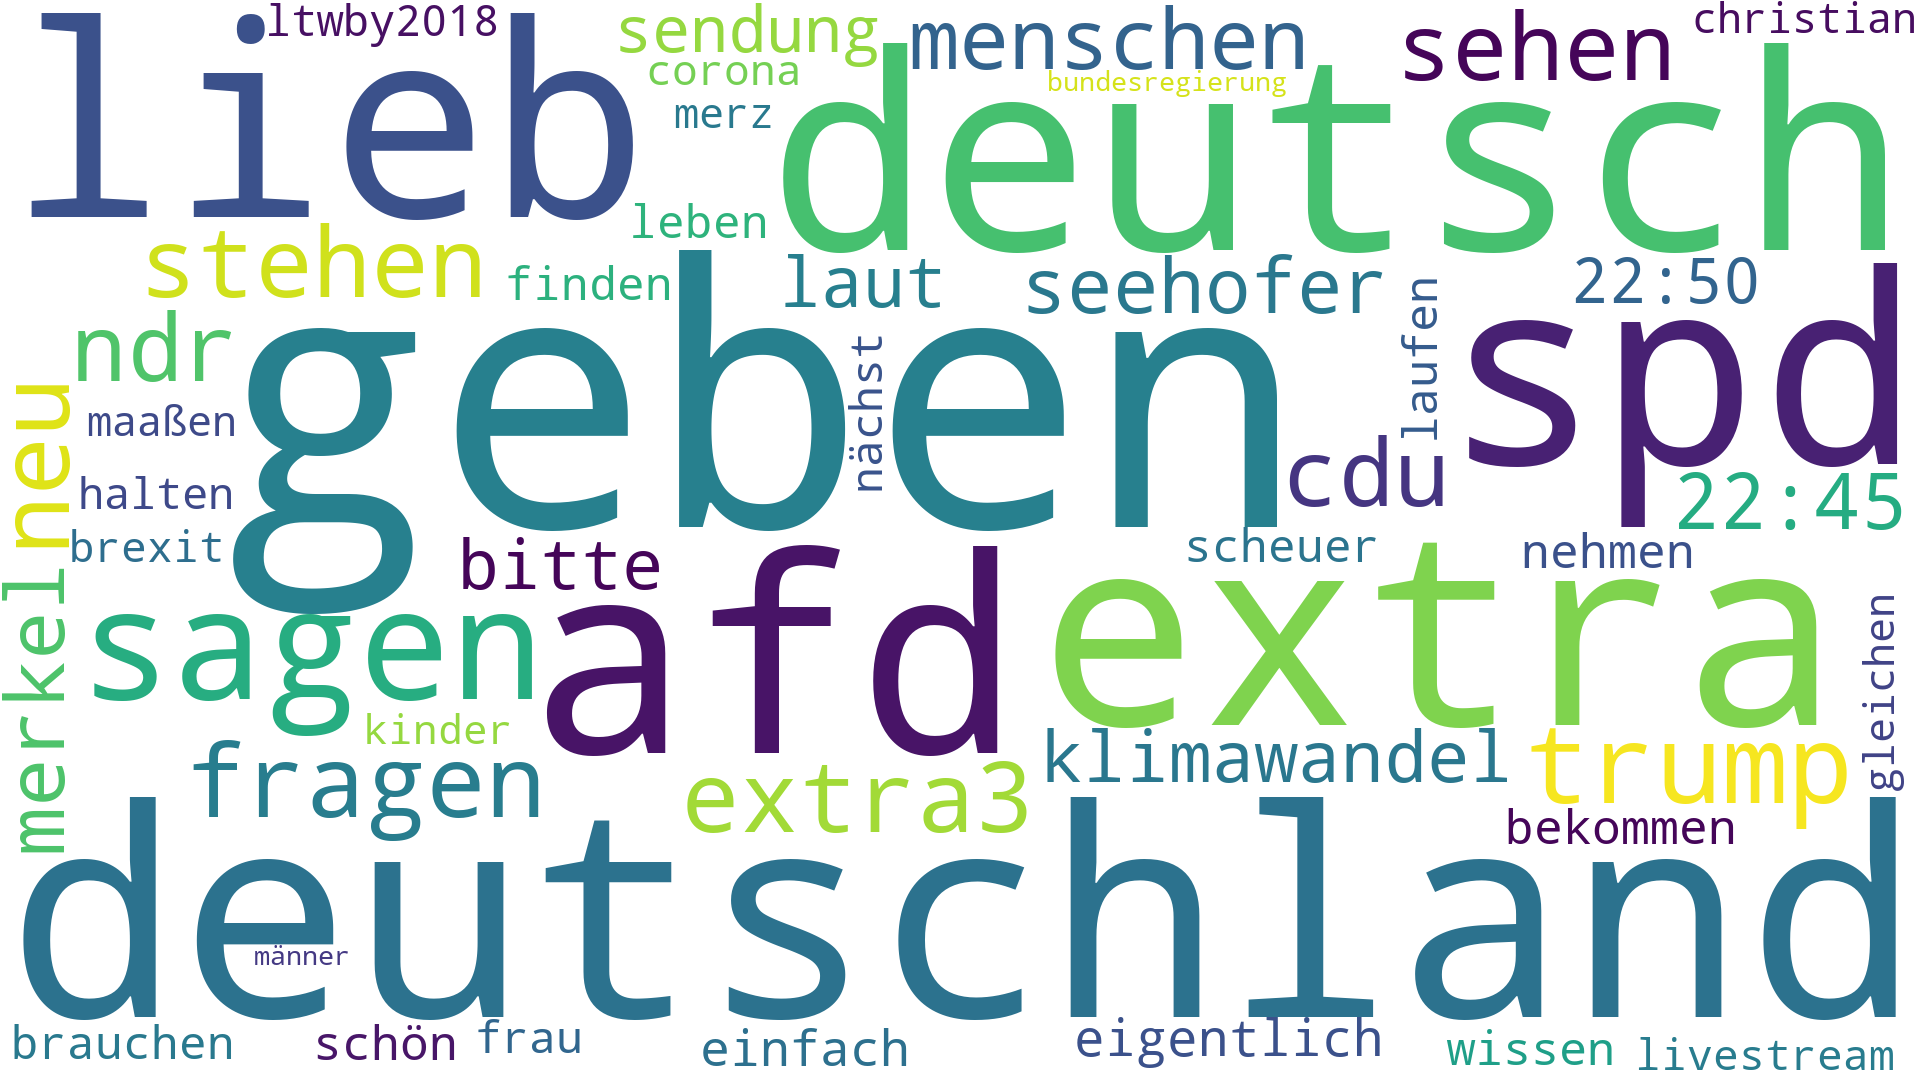 lieb
ltwby2018
sendung
corona
merz
menschen
bundesregierung
sehen
christian
deutsch
leben
stehen
finden
laut
seehofer
22:50
ndr
geben
nächst
laufen
spd
maaßen
neu
halten
cdu
22:45
brexit
bitte
scheuer
nehmen
merkel
sagen
afd
extra
gleichen
kinder
fragen
extra3
klimawandel
trump
bekommen
deutschland
männer
brauchen
schön
frau
einfach
eigentlich
wissen
livestream